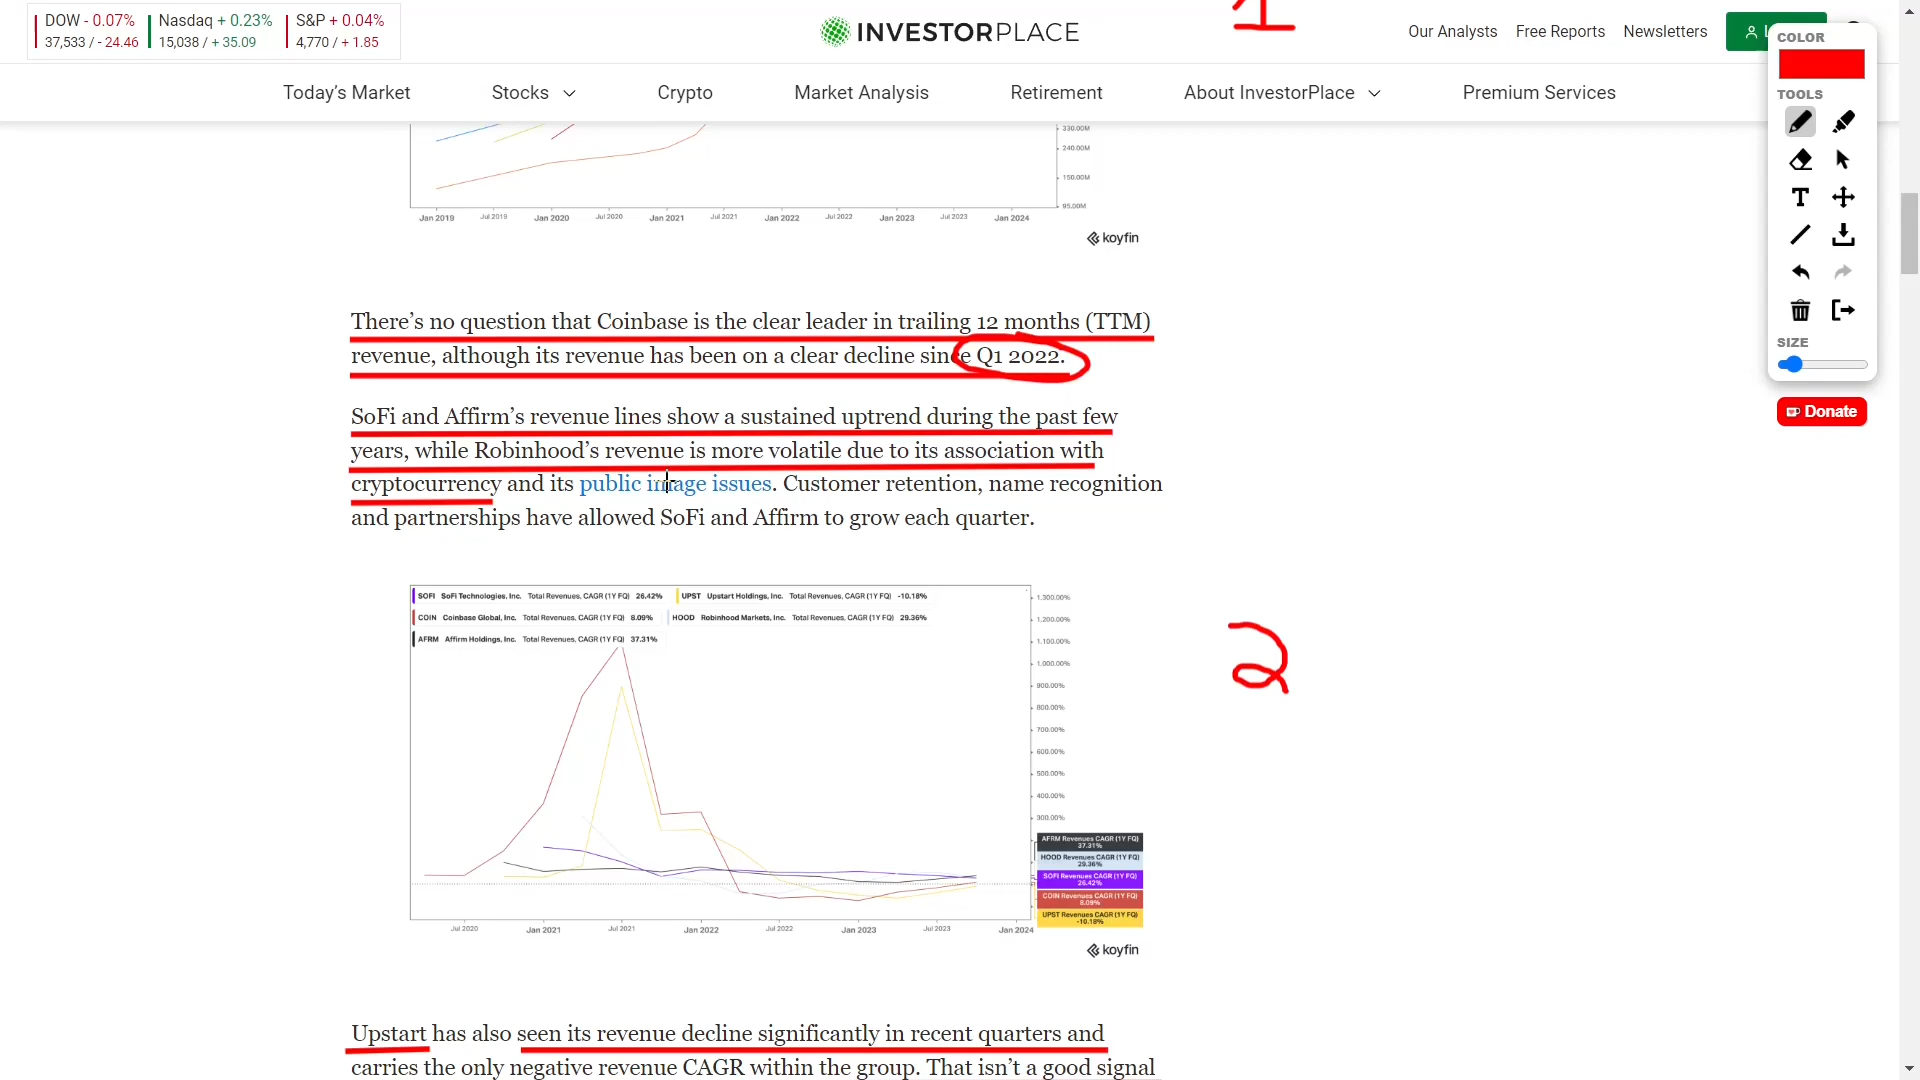 DOW - 0.07%
37,533 / - 24.46
Nasdaq + 0.23%
15,038 / + 35.09
S&P + 0.04%
4,770 / + 1.85
INVESTORPLACE
Our Analysts Free Reports Newsletters
Today's Market Stocks Crypto Market Analysis Retirement About InvestorPlace Premium Services
COLOR
TOOLS
T
SIZE
Donate
1
330.00M
240.00M
150.00M
95.00M
Jan 2019 Jul 2019 Jan 2020 Jul 2020 Jan 2021 Jul 2021 Jan 2022 Jul 2022 Jan 2023 Jul 2023 Jan 2024
koyfin
There's no question that Coinbase is the clear leader in trailing 12 months (TTM)
revenue, although its revenue has been on a clear decline since Q1 2022.
SoFi and Affirm's revenue lines show a sustained uptrend during the past few
years, while Robinhood's revenue is more volatile due to its association with
cryptocurrency and its public image issues. Customer retention, name recognition
and partnerships have allowed SoFi and Affirm to grow each quarter.
SOFI SoFi Technologies, Inc. Total Revenues, CAGR (1Y FQ) 26.42% UPST Upstart Holdings, Inc. Total Revenues, CAGR (1Y FQ) -10.18%
COIN Coinbase Global, Inc. Total Revenues, CAGR (1Y FQ) 8.09% HOOD Robinhood Markets, Inc. Total Revenues, CAGR (1Y FQ) 29.36%
AFRM Affirm Holdings, Inc. Total Revenues, CAGR (1Y FQ) 37.31%
1,300.00%
1,200.00%
1,100.00%
1,000.00%
900.00%
800.00%
700.00%
600.00%
500.00%
400.00%
300.00%
AFRM Revenues CAGR (1Y FQ)
37.31%
HOOD Revenues CAGR (1Y FQ)
29.36%
SOFI Revenues CAGR (1Y FQ)
26.42%
COIN Revenues CAGR (1Y FQ)
8.09%
UPST Revenues CAGR (1Y FQ)
-10.18%
Jul 2020 Jan 2021 Jul 2021 Jan 2022 Jul 2022 Jan 2023 Jul 2023 Jan 2024
koyfin
2
Upstart has also seen its revenue decline significantly in recent quarters and
carries the only negative revenue CAGR within the group. That isn't a good signal